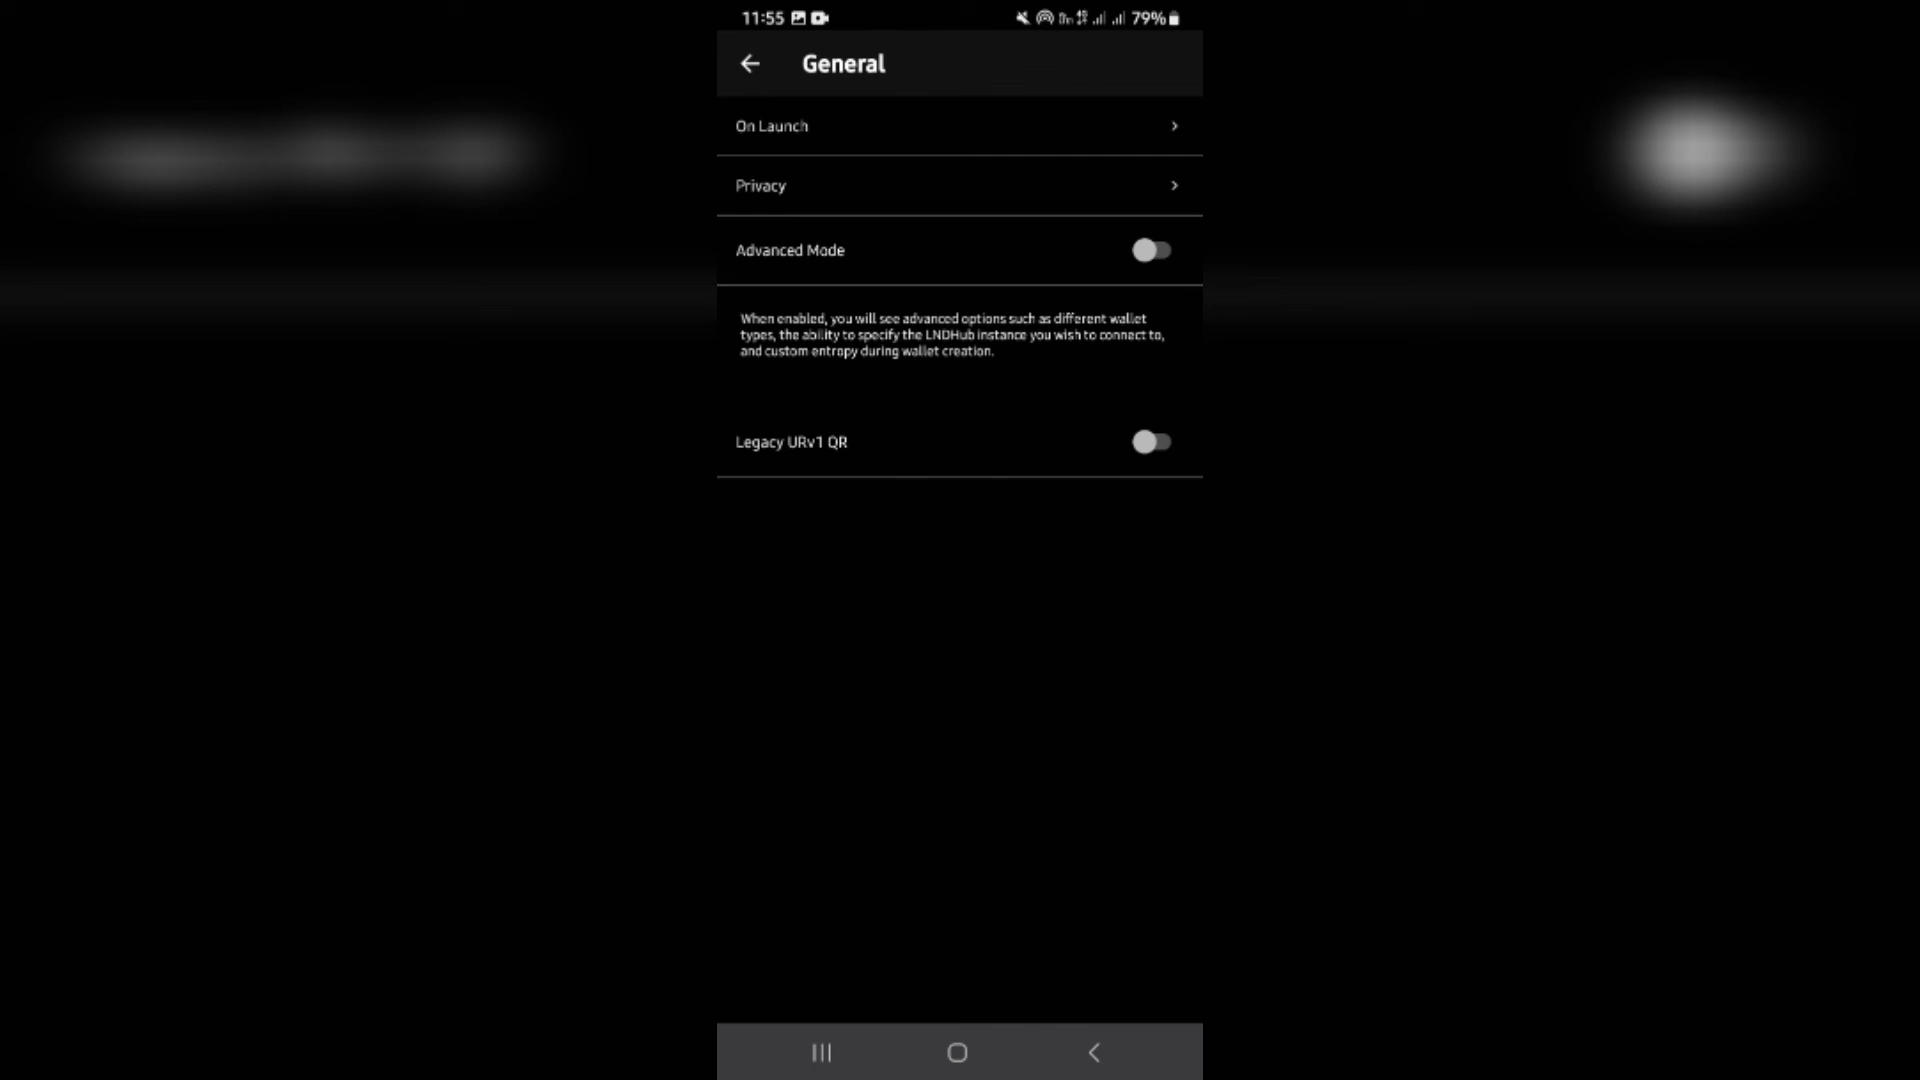 11:55 79%
General
On Launch
Privacy
Advanced Mode
When enabled, you will see advanced options such as different wallet
types, the ability to specify the LNDHub instance you wish to connect to,
and custom entropy during wallet creation.
Legacy URv1 QR